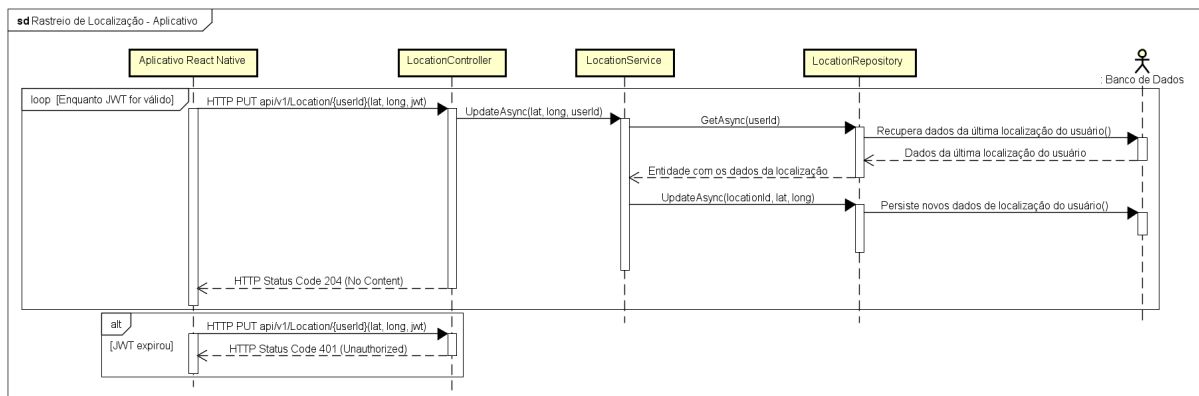 sd Rastreio de Localização - Aplicativo
Aplicativo React Native
LocationController
LocationService
LocationRepository
: Banco de Dados
loop [Enquanto JWT for válido]
HTTP PUT api/v1/Location/{userId}(lat, long, jwt)
UpdateAsync(lat, long, userId)
GetAsync(userId)
Recupera dados da última localização do usuário()
Dados da última localização do usuário
Entidade com os dados da localização
UpdateAsync(locationId, lat, long)
Persiste novos dados de localização do usuário()
HTTP Status Code 204 (No Content)
alt
HTTP PUT api/v1/Location/{userId}(lat, long, jwt)
[JWT expirou]
HTTP Status Code 401 (Unauthorized)